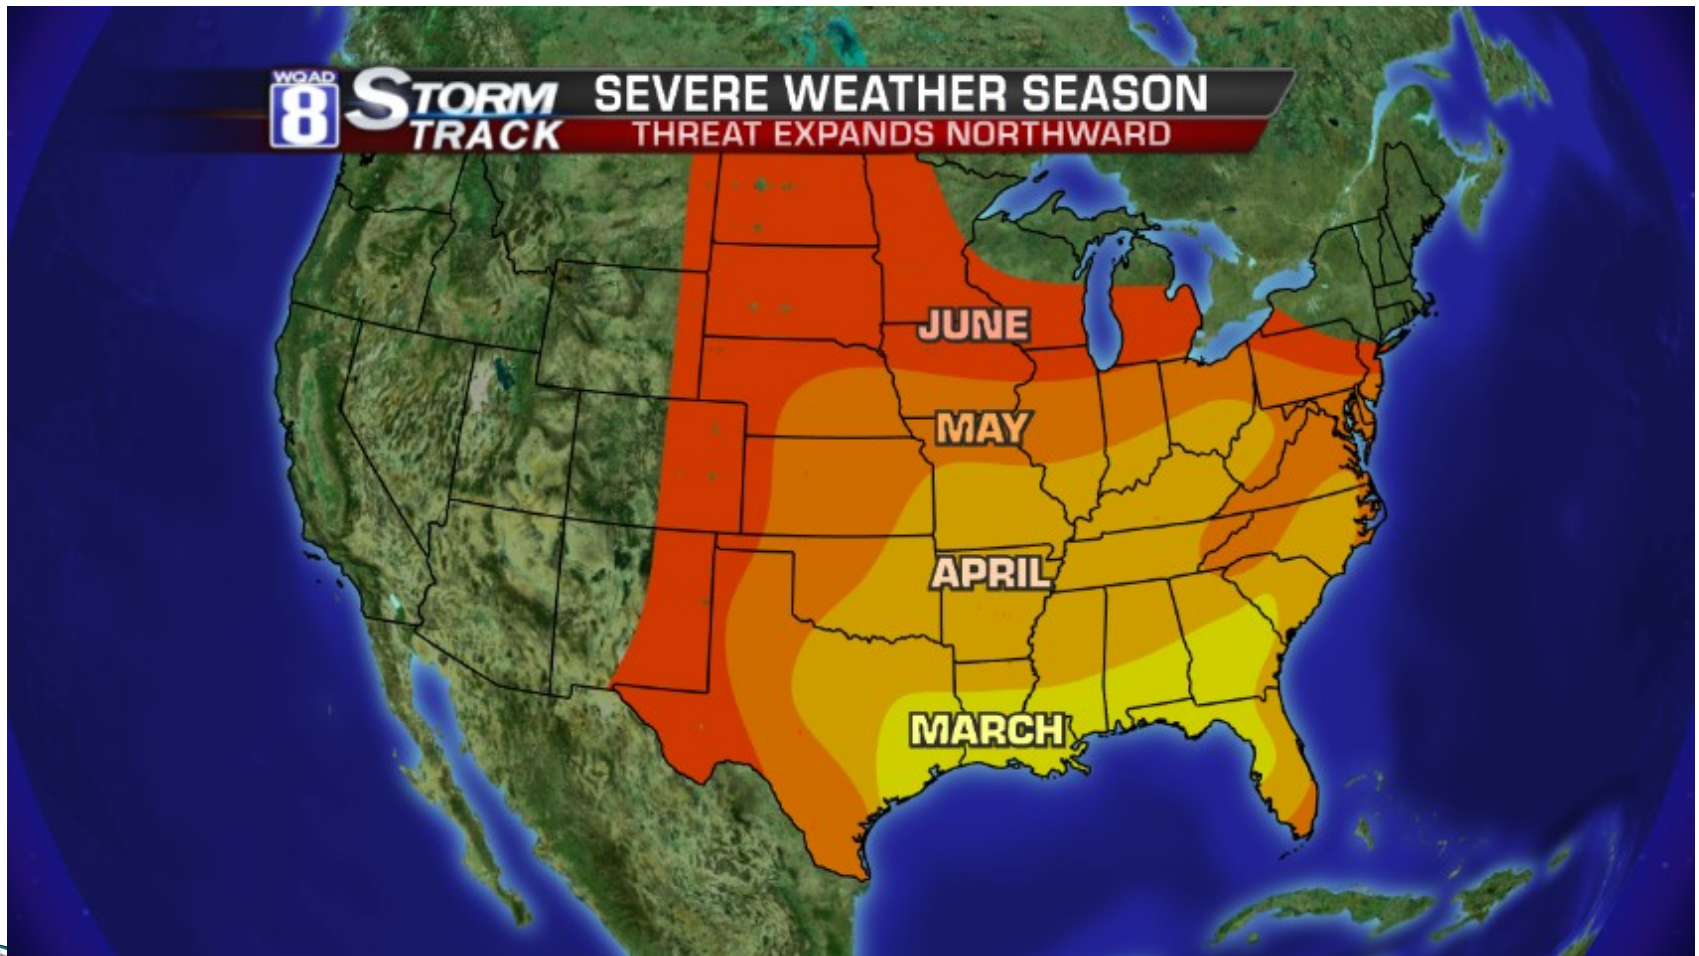 WQAD
8
STORM
TRACK
SEVERE WEATHER SEASON
THREAT EXPANDS NORTHWARD
JUNE
MAY
APRIL
MARCH